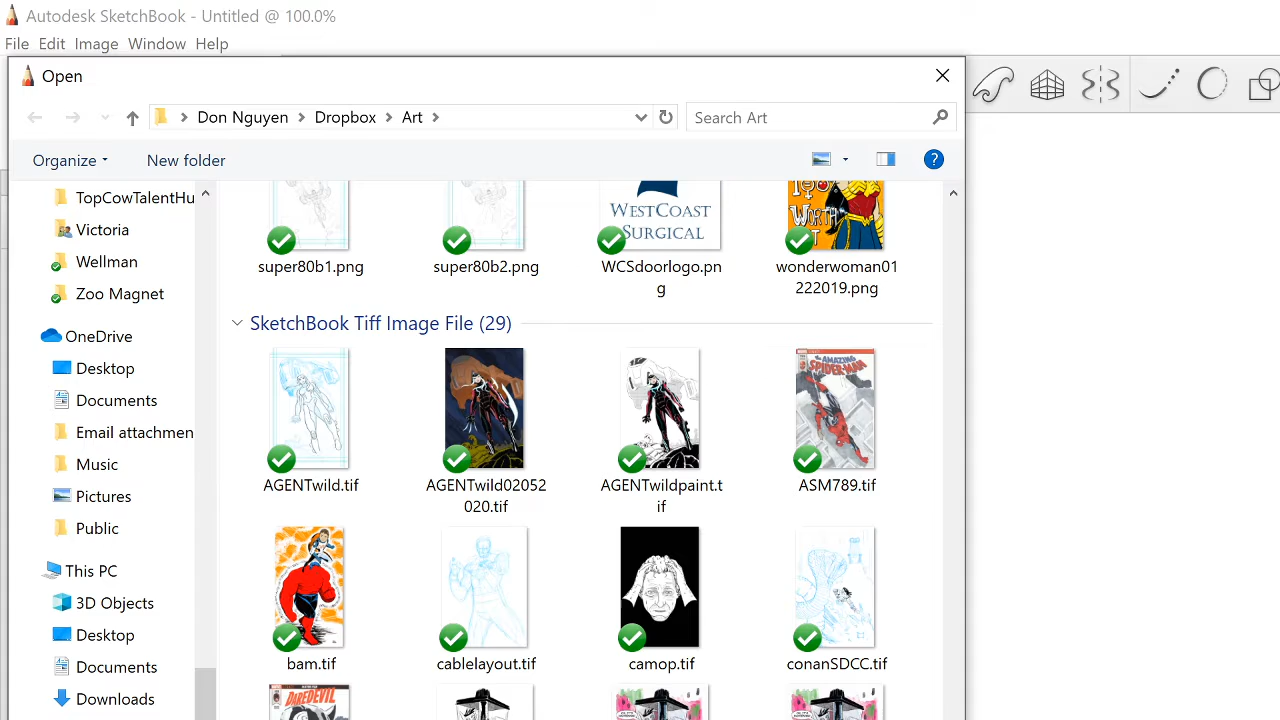 Autodesk SketchBook - Untitled @ 100.0%
File Edit Image Window Help
Open
Don Nguyen Dropbox Art
Search Art
Organize
New folder
?
TopCowTalentHu
Victoria
Wellman
Zoo Magnet
OneDrive
Desktop
Documents
Email attachmen
Music
Pictures
Public
This PC
3D Objects
Desktop
Documents
Downloads
WESTCOAST
SURGICAL
WORTH
super80b1.png
super80b2.png
WCSdoorlogo.pn
g
wonderwoman01
222019.png
SketchBook Tiff Image File (29)
THE AMAZING
SPIDER-MAN
AGENTwild.tif
AGENTwild02052
020.tif
AGENTwildpaint.t
if
ASM789.tif
bam.tif
cablelayout.tif
camop.tif
conanSDCC.tif
DAREDEVIL